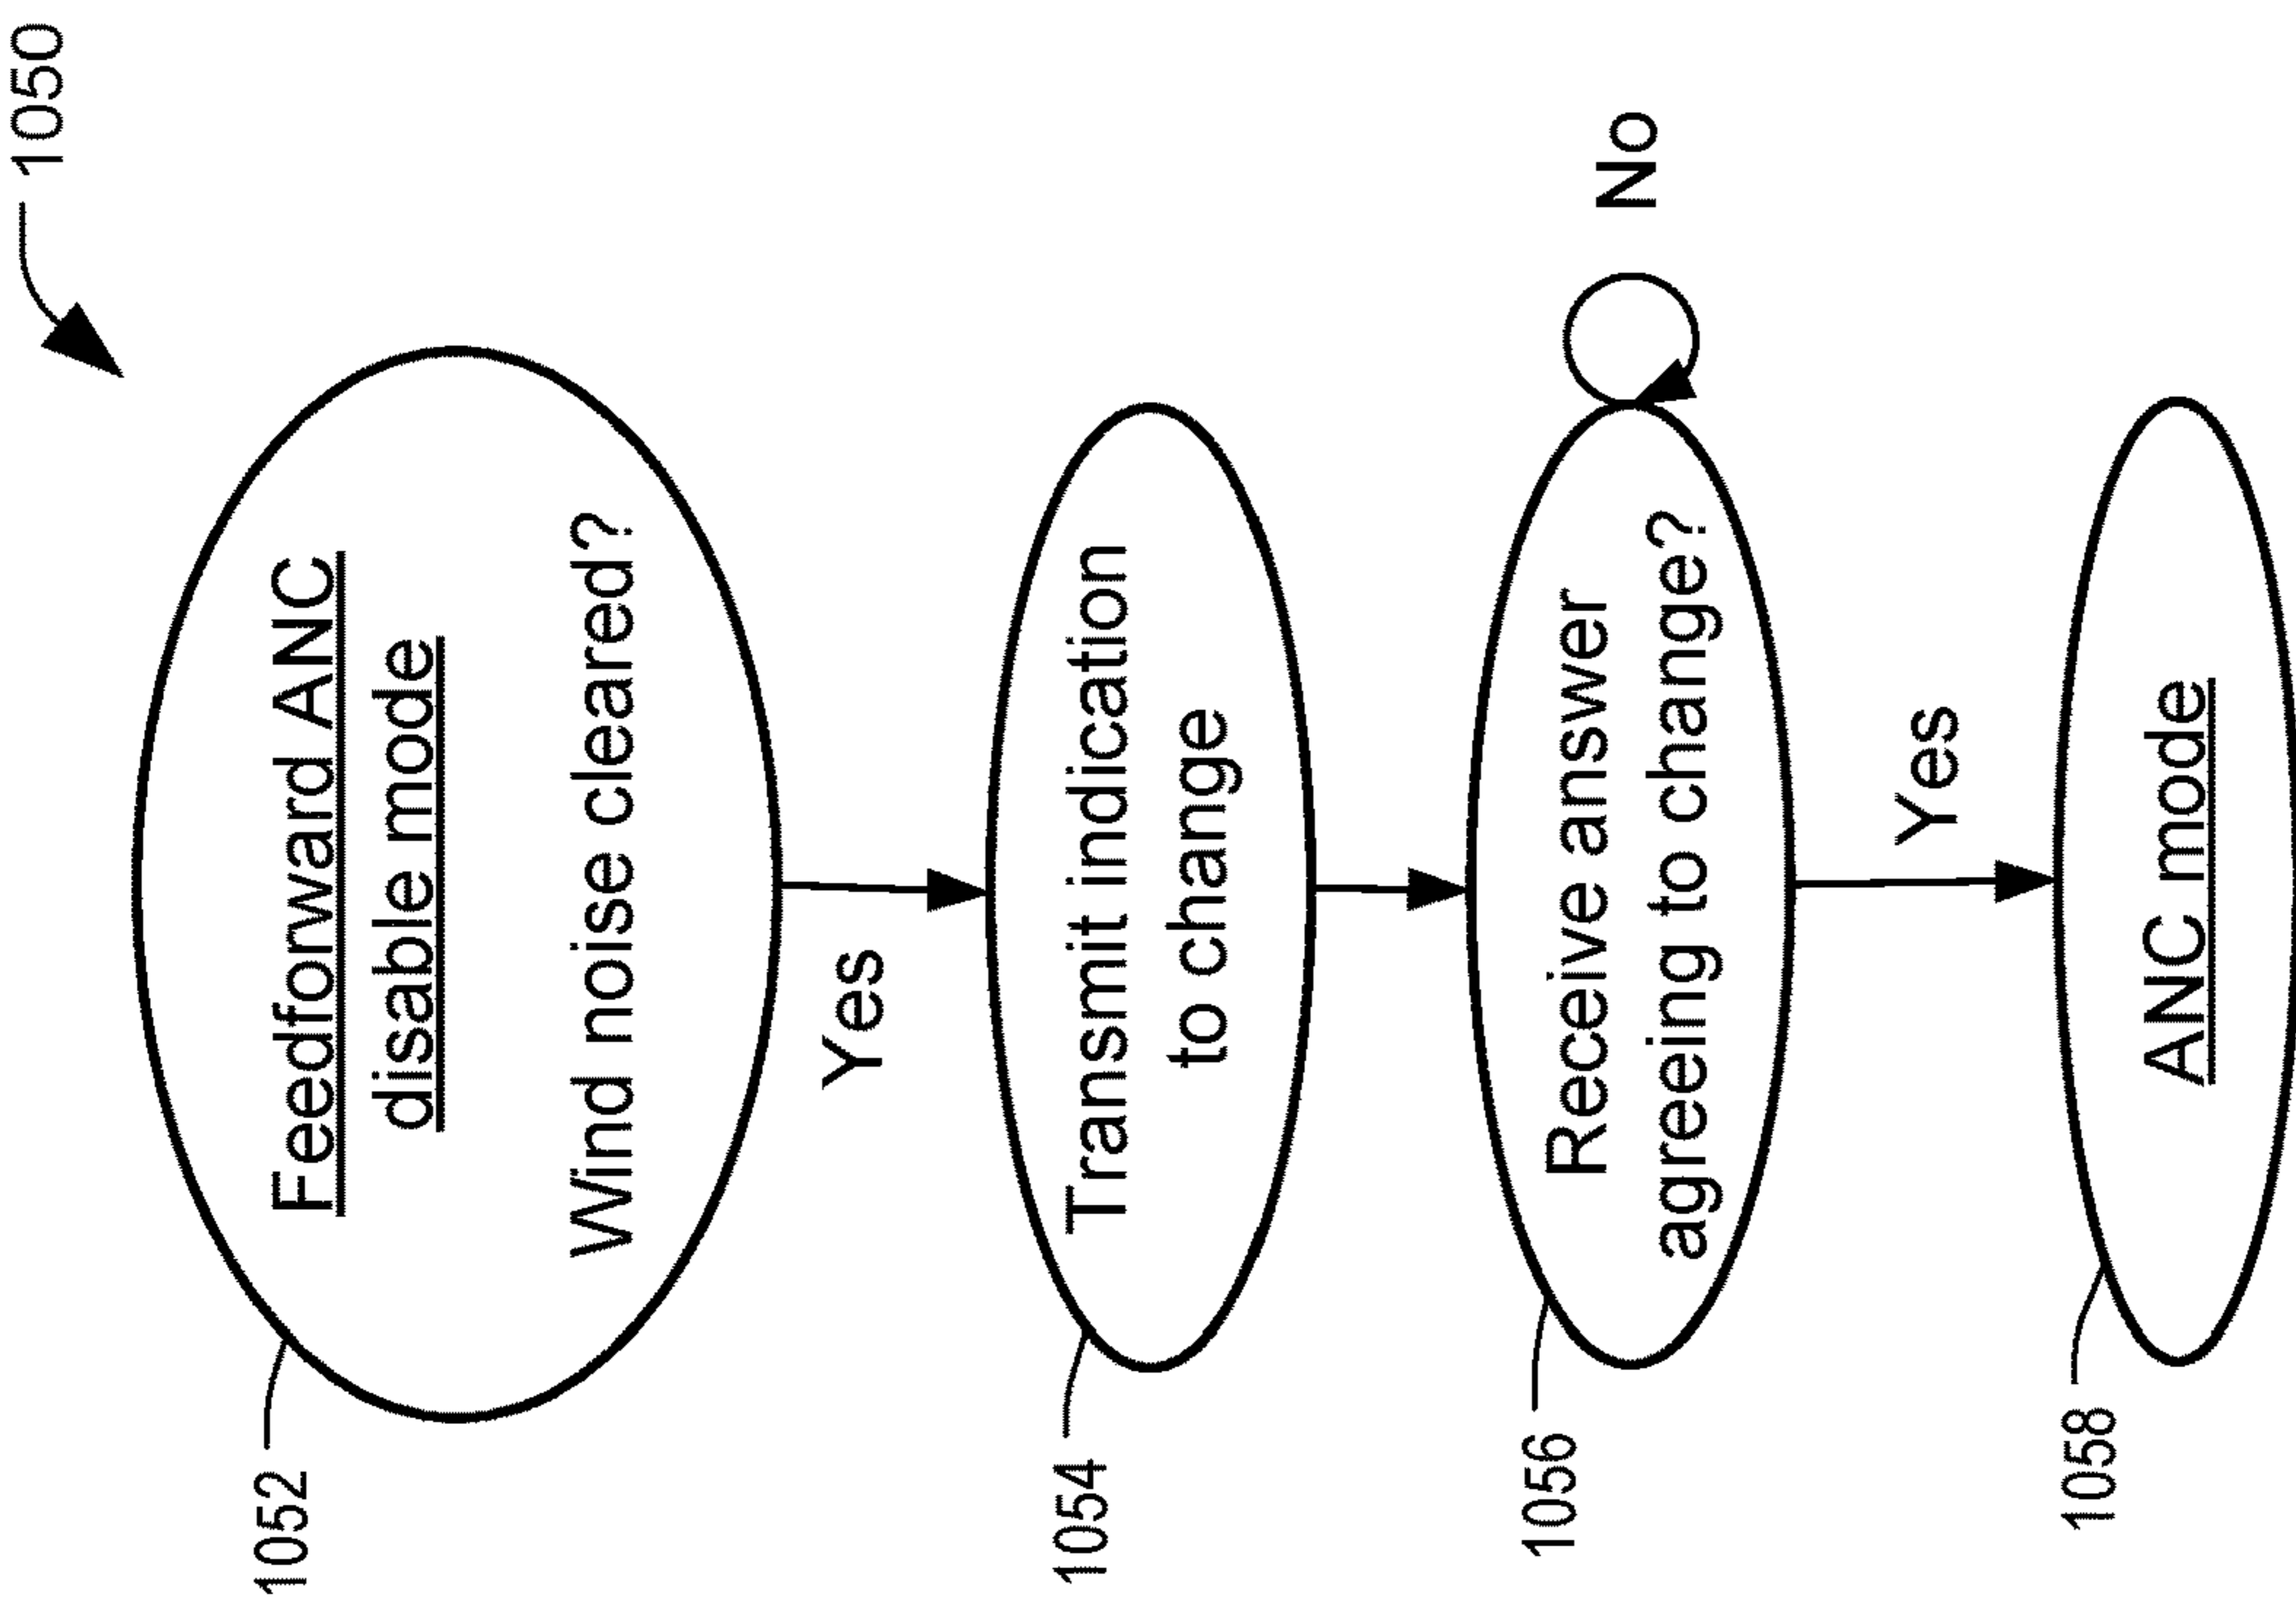 1050
1052
Feedforward ANC
disable mode
Wind noise cleared?
Yes
1054
Transmit indication
to change
1056
Receive answer
agreeing to change?
No
Yes
1058
ANC mode